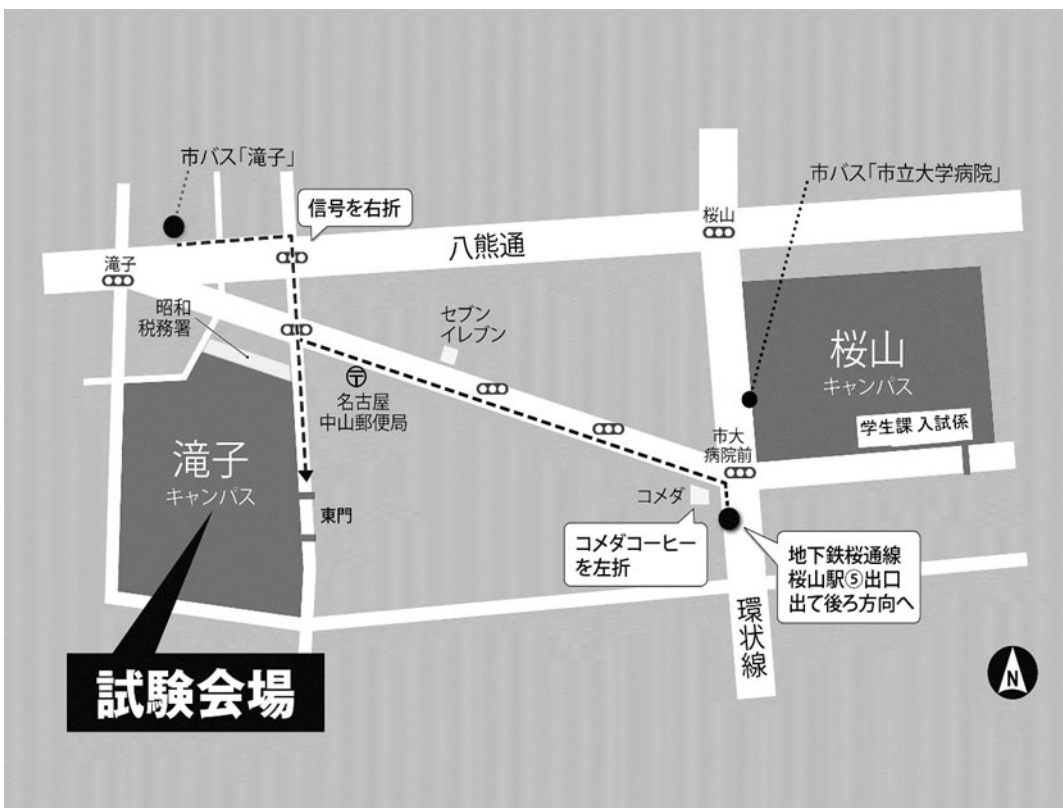 市バス「滝子」
市バス「市立大学病院」
信号を右折
桜山
八熊通
滝子
昭和
税務署
セブン
イレブン
桜山
キャンパス
〒
名古屋
中山郵便局
学生課 入試係
市大
病院前
滝子
キャンパス
コメダ
東門
コメダコーヒー
を左折
地下鉄桜通線
桜山駅⑤出口
出て後ろ方向へ
環状線
試験会場
N